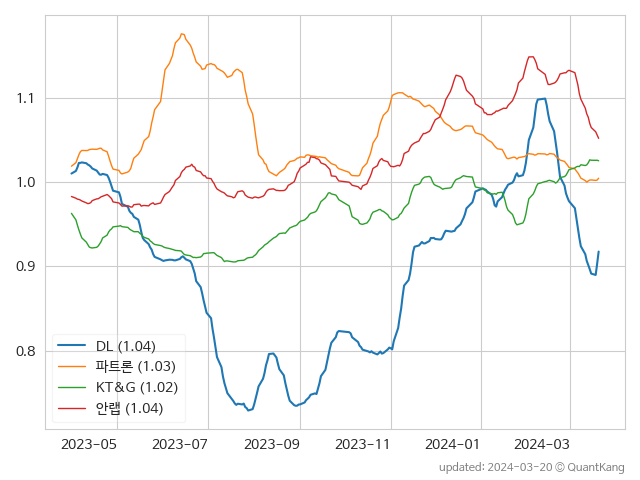 1.1
1.0
0.9
0.8
DL (1.04)
파트론 (1.03)
KT&G (1.02)
안랩 (1.04)
2023-05 2023-07 2023-09 2023-11 2024-01 2024-03
updated: 2024-03-20 © QuantKang